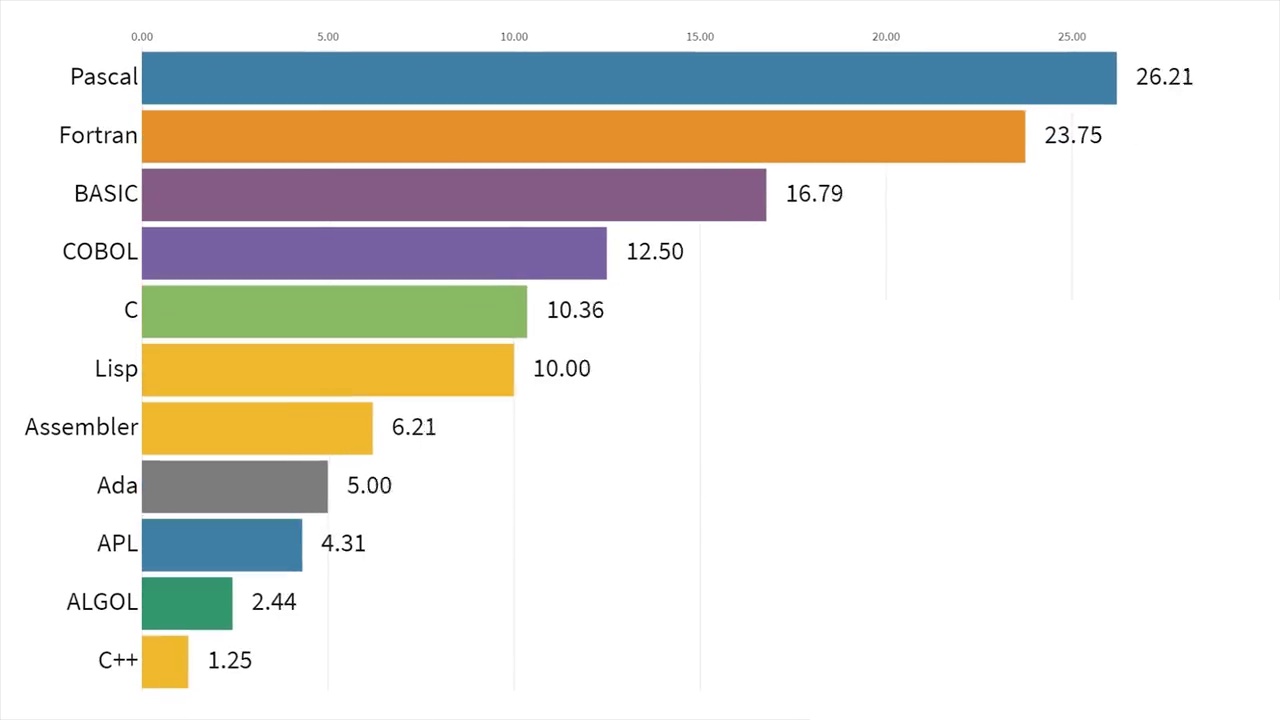 0.00 5.00 10.00 15.00 20.00 25.00
Pascal 26.21
Fortran 23.75
BASIC 16.79
COBOL 12.50
C 10.36
Lisp 10.00
Assembler 6.21
Ada 5.00
APL 4.31
ALGOL 2.44
C++ 1.25